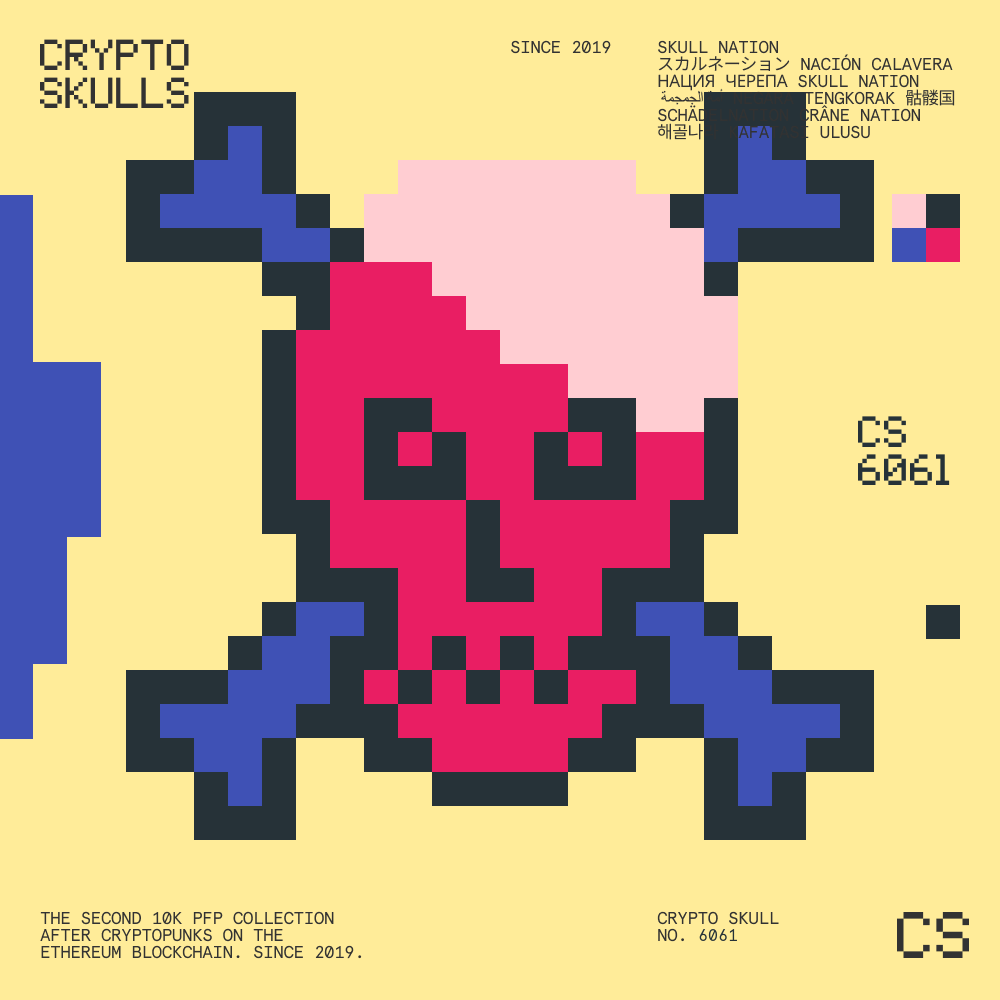 CRYPTO
SKULLS
SINCE 2019
SKULL NATION
スカルネーション NACIÓN CALAVERA
НАЦИЯ ЧЕРЕПА SKULL NATION
TENGKORAK 骷髅国
CRÂNE NATION
해골나 ULUSU
CS
6061
THE SECOND 10K PFP COLLECTION
AFTER CRYPTOPUNKS ON THE
ETHEREUM BLOCKCHAIN. SINCE 2019.
CRYPTO SKULL
NO. 6061
CS